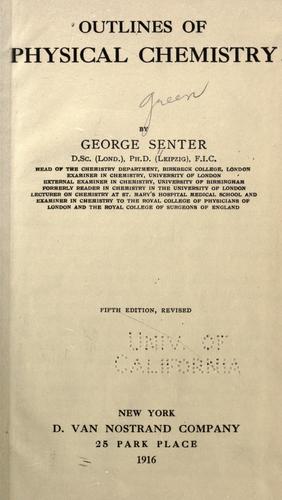 OUTLINES OF
PHYSICAL CHEMISTRY
green
BY
GEORGE SENTER
D.SC. (LOND.), PH.D. (LEIPZIG), F.I.C.
HEAD OF THE CHEMISTRY DEPARTMENT, BIRKBECK COLLEGE, LONDON
EXAMINER IN CHEMISTRY, UNIVERSITY OF LONDON
EXTERNAL EXAMINER IN CHEMISTRY, UNIVERSITY OF BIRMINGHAM
FORMERLY READER IN CHEMISTRY IN THE UNIVERSITY OF LONDON
LECTURER ON CHEMISTRY AT ST. MARY'S HOSPITAL MEDICAL SCHOOL AND
EXAMINER IN CHEMISTRY TO THE ROYAL COLLEGE OF PHYSICIANS OF
LONDON AND THE ROYAL COLLEGE OF SURGEONS OF ENGLAND
FIFTH EDITION, REVISED
UNIV. OF
CALIFORNIA
NEW YORK
D. VAN NOSTRAND COMPANY
25 PARK PLACE
1916